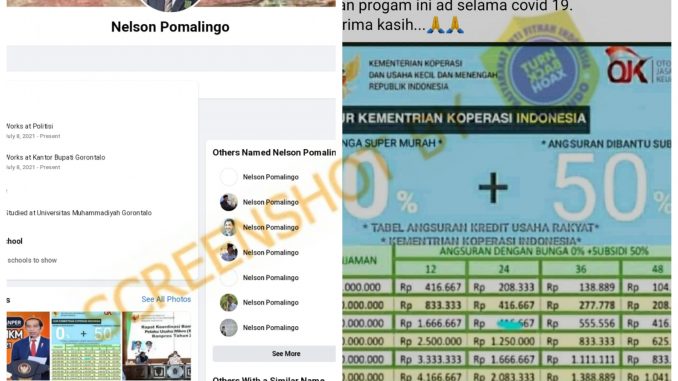 Nelson Pomalingo
Works at Politisi
July 8, 2021 - Present
Works at Kantor Bupati Gorontalo
July 8, 2021 - Present
Studied at Universitas Muhammadiyah Gorontalo
school
schools to show
See All Photos
Others Named Nelson Pomalin
Nelson Pomalingo
Nelson Pomalingo
Nelson Pomalingo
Nelson Pomalingo
Nelson Pomalingo
Nelson Pomalingo
Nelson Pomalingo
See More
Others With a Similar Name
SCREENSHOT BY
an progam ini ad selama covid 19.
rima kasih...🙏🙏
KEMENTERIAN KOPERASI
DAN USAHA KECIL DAN MENENGAH
REPUBLIK INDONESIA
TURN BACK HOAX
OTO
JAS
KEU
UR KEMENTRIAN KOPERASI INDONESIA
NGA SUPER MURAH *
* ANGSURAN DIBANTU SUB
0% + 50%
* TABEL ANGSURAN KREDIT USAHA RAKYAT*
* KEMENTRIAN KOPERASI INDONESIA*
NJAMAN
ANGSURAN DENGAN BUNGA 0% +SUBSIDI 50%
12 24 36 48
.000.000 Rp 416.667 Rp 208.333 Rp 138.889 Rp 104.
.000.000 Rp 833.333 Rp 416.667 Rp 277.778 Rp 208.
.000.000 Rp 1.666.667 Rp 667 Rp 555.556 Rp 416.
.000.000 Rp 2.500.000 Rp 1.250.000 Rp 833.333 Rp 625.
.000.000 Rp 3.333.333 Rp 1.666.667 Rp 1.111.111 Rp 833.
.000.000 Rp 4.166.667 Rp 2.083.333 Rp 1.388.889 Rp 1.041.